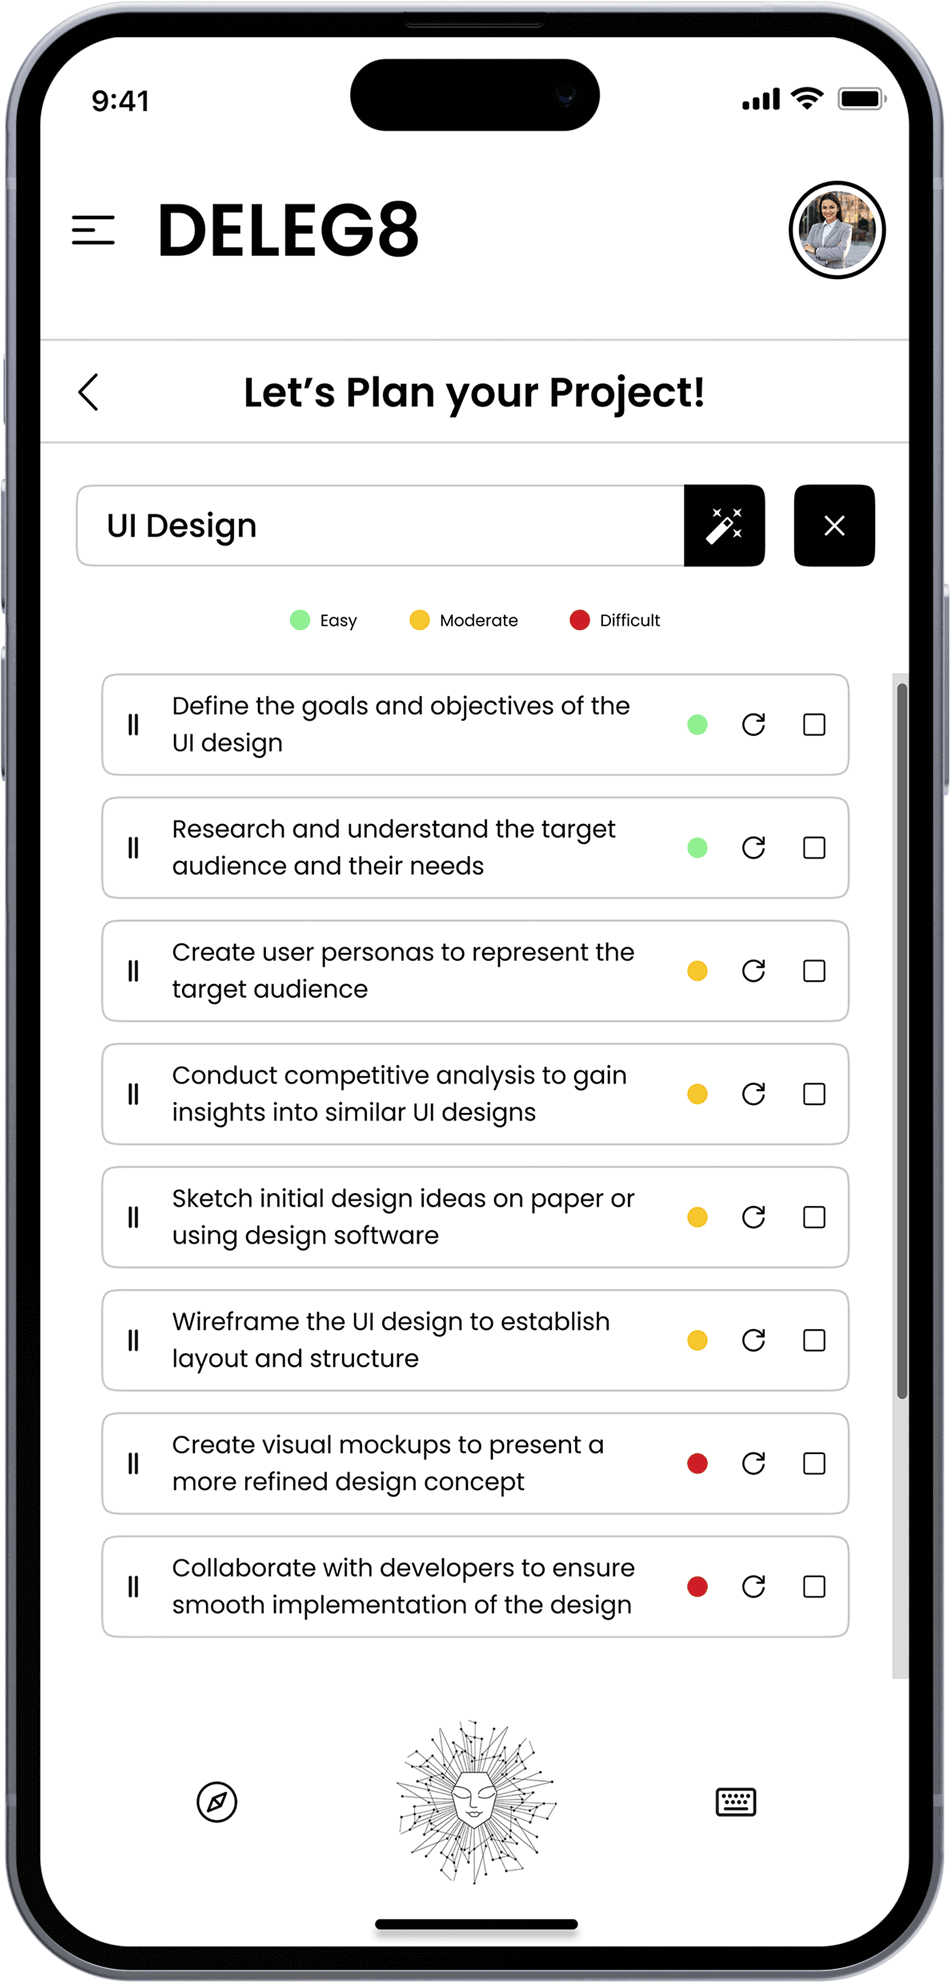 9:41
DELEG8
Let’s Plan your Project!
UI Design
Easy
Moderate
Difficult
Define the goals and objectives of the
UI design
Research and understand the target
audience and their needs
Create user personas to represent the
target audience
Conduct competitive analysis to gain
insights into similar UI designs
Sketch initial design ideas on paper or
using design software
Wireframe the UI design to establish
layout and structure
Create visual mockups to present a
more refined design concept
Collaborate with developers to ensure
smooth implementation of the design